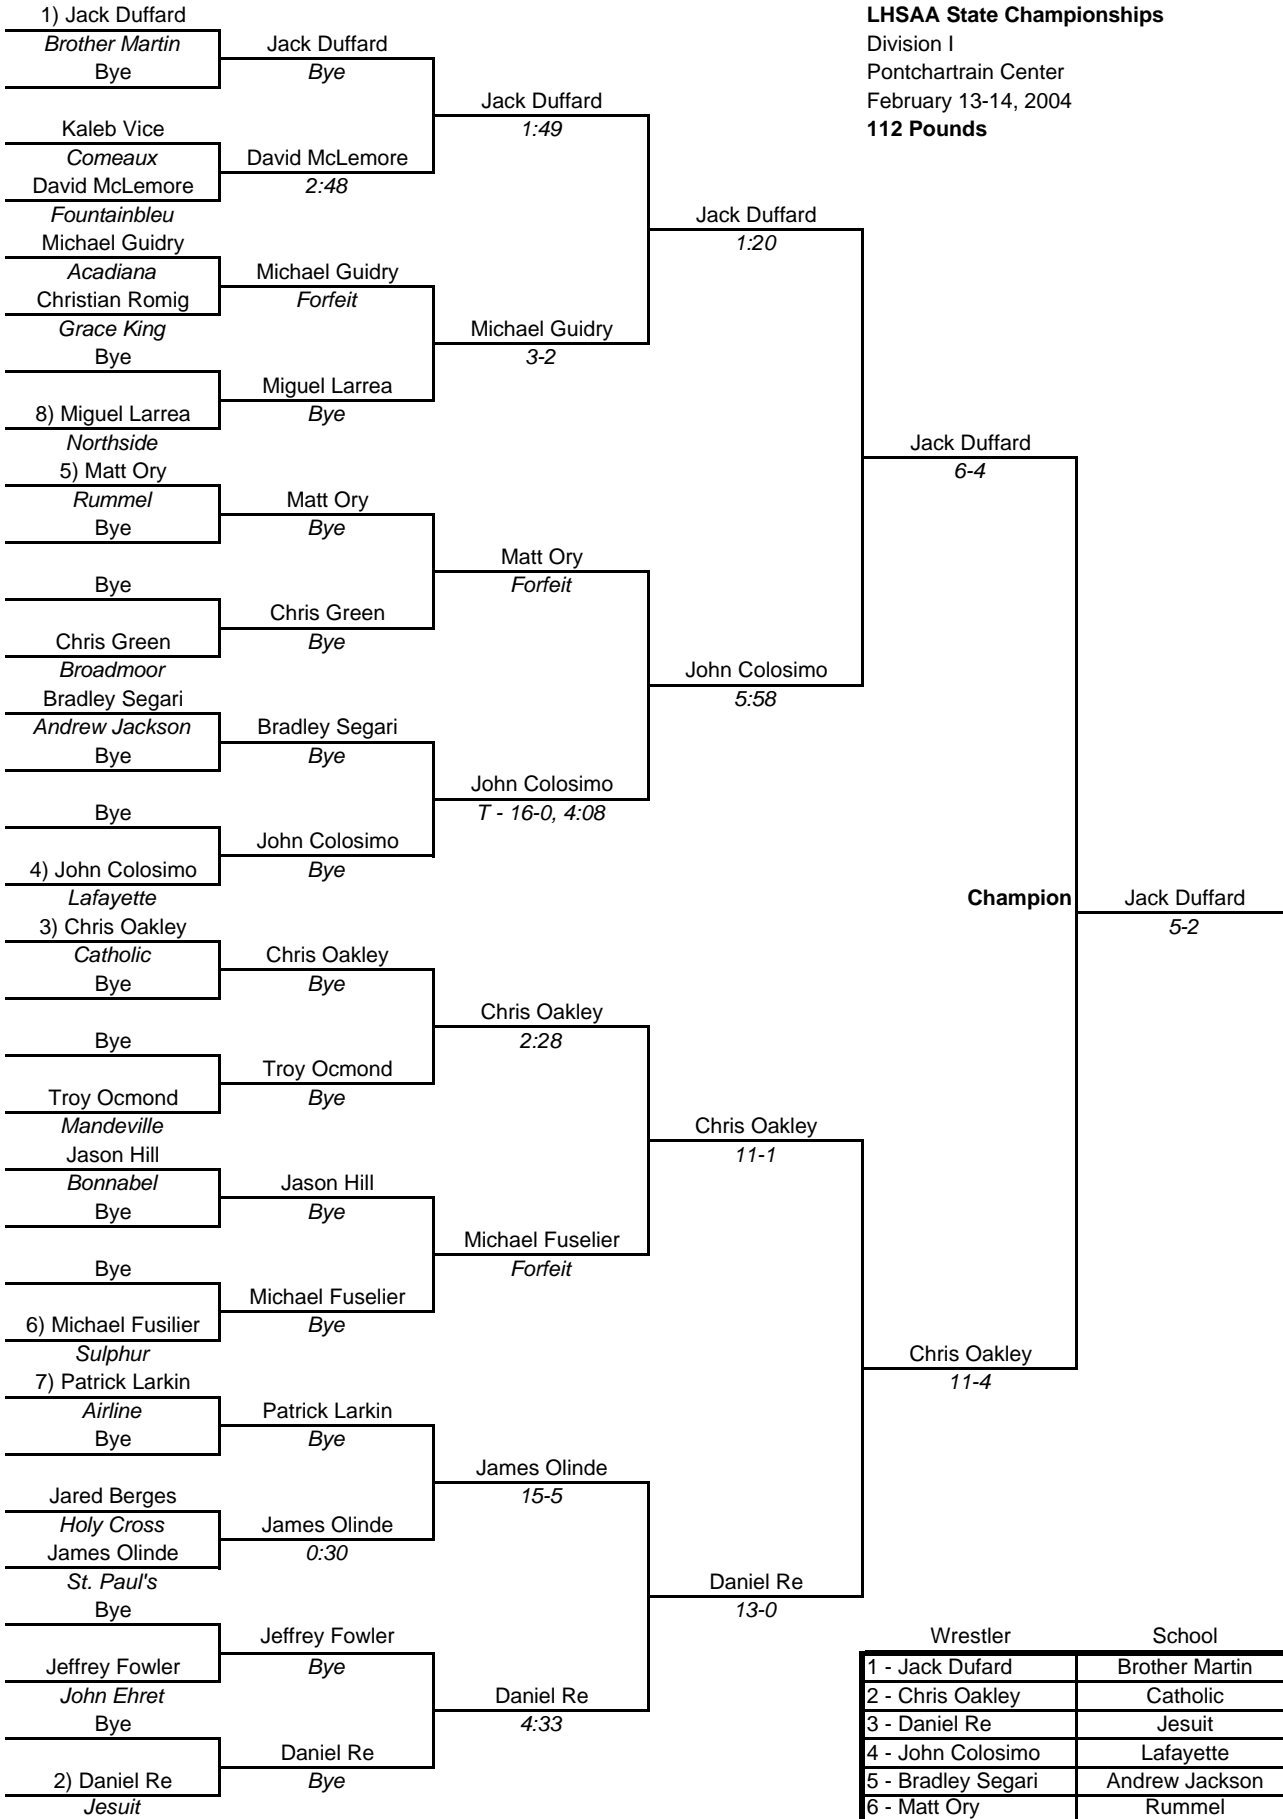 LHSAA State Championships
Division I
Pontchartrain Center
February 13-14, 2004
112 Pounds
1) Jack Duffard
Brother Martin
Bye
Kaleb Vice
Comeaux
David McLemore
Fountainbleu
Michael Guidry
Acadiana
Christian Romig
Grace King
Bye
8) Miguel Larrea
Northside
5) Matt Ory
Rummel
Bye
Bye
Chris Green
Broadmoor
Bradley Segari
Andrew Jackson
Bye
Bye
4) John Colosimo
Lafayette
3) Chris Oakley
Catholic
Bye
Bye
Troy Ocmond
Mandeville
Jason Hill
Bonnabel
Bye
Bye
6) Michael Fusilier
Sulphur
7) Patrick Larkin
Airline
Bye
Jared Berges
Holy Cross
James Olinde
St. Paul's
Bye
Jeffrey Fowler
John Ehret
Bye
2) Daniel Re
Jesuit
Jack Duffard
Bye
David McLemore
2:48
Michael Guidry
Forfeit
Miguel Larrea
Bye
Matt Ory
Bye
Chris Green
Bye
Bradley Segari
Bye
John Colosimo
Bye
Chris Oakley
Bye
Troy Ocmond
Bye
Jason Hill
Bye
Michael Fuselier
Bye
Patrick Larkin
Bye
James Olinde
0:30
Jeffrey Fowler
Bye
Daniel Re
Bye
Jack Duffard
1:49
Michael Guidry
3-2
Matt Ory
Forfeit
John Colosimo
T - 16-0, 4:08
Chris Oakley
2:28
Michael Fuselier
Forfeit
James Olinde
15-5
Daniel Re
4:33
Jack Duffard
1:20
John Colosimo
5:58
Chris Oakley
11-1
Daniel Re
13-0
Jack Duffard
6-4
Chris Oakley
11-4
Champion
Jack Duffard
5-2
Wrestler School
1 - Jack Dufard Brother Martin
2 - Chris Oakley Catholic
3 - Daniel Re Jesuit
4 - John Colosimo Lafayette
5 - Bradley Segari Andrew Jackson
6 - Matt Ory Rummel